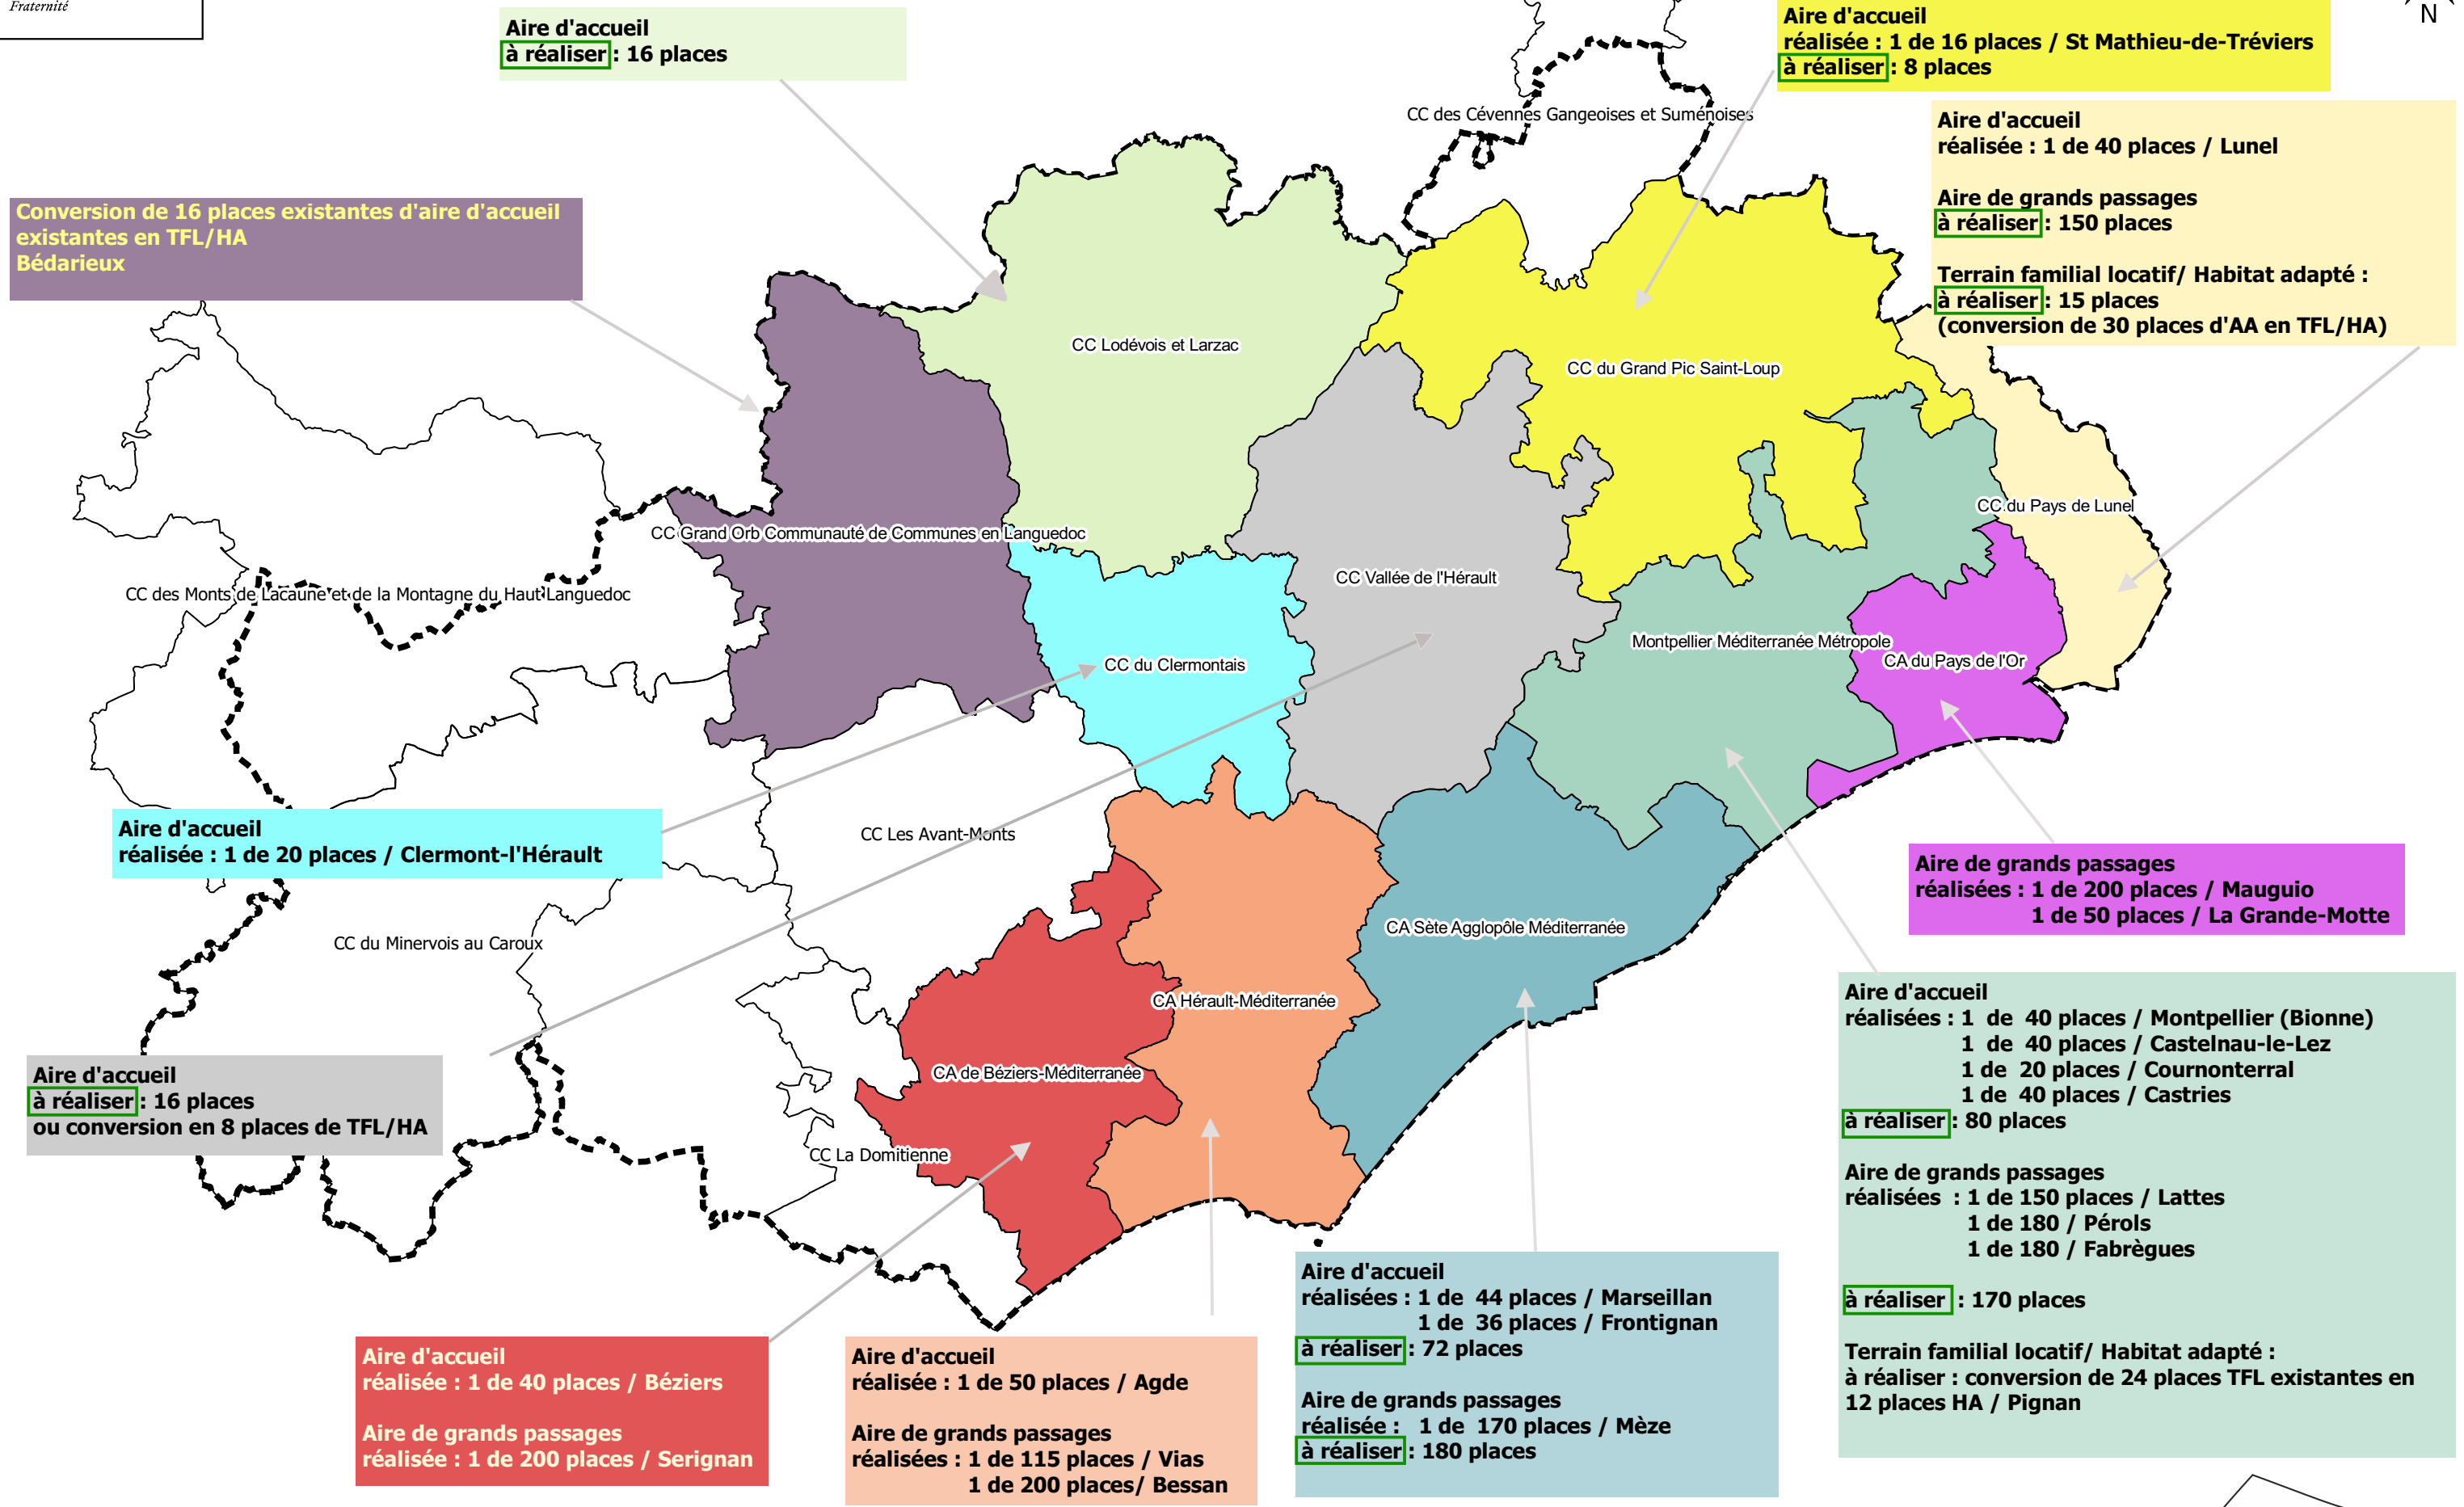 Fraternité
N
Aire d'accueil
à réaliser : 16 places
Aire d'accueil
réalisée : 1 de 16 places / St Mathieu-de-Tréviers
à réaliser : 8 places
Aire d'accueil
réalisée : 1 de 40 places / Lunel
Aire de grands passages
à réaliser : 150 places
Terrain familial locatif/ Habitat adapté :
à réaliser : 15 places
(conversion de 30 places d'AA en TFL/HA)
Conversion de 16 places existantes d'aire d'accueil
existantes en TFL/HA
Bédarieux
CC des Cévennes Gangeoises et Suménoises
CC Lodévois et Larzac
CC du Grand Pic Saint-Loup
CC du Pays de Lunel
CC Grand Orb Communauté de Communes en Languedoc
CC Vallée de l'Hérault
CC des Monts de Lacaune et de la Montagne du Haut Languedoc
Montpellier Méditerranée Métropole
CA du Pays de l'Or
CC du Clermontais
Aire d'accueil
réalisée : 1 de 20 places / Clermont-l'Hérault
CC Les Avant-Monts
Aire de grands passages
réalisées : 1 de 200 places / Mauguio
1 de 50 places / La Grande-Motte
CA Sète Agglopôle Méditerranée
CC du Minervois au Caroux
CA Hérault-Méditerranée
CA de Béziers-Méditerranée
CC La Domitienne
Aire d'accueil
à réaliser : 16 places
ou conversion en 8 places de TFL/HA
Aire d'accueil
réalisées : 1 de 40 places / Montpellier (Bionne)
1 de 40 places / Castelnau-le-Lez
1 de 20 places / Cournonterral
1 de 40 places / Castries
à réaliser : 80 places
Aire de grands passages
réalisées : 1 de 150 places / Lattes
1 de 180 / Pérols
1 de 180 / Fabrègues
à réaliser : 170 places
Terrain familial locatif/ Habitat adapté :
à réaliser : conversion de 24 places TFL existantes en
12 places HA / Pignan
Aire d'accueil
réalisée : 1 de 40 places / Béziers
Aire de grands passages
réalisée : 1 de 200 places / Serignan
Aire d'accueil
réalisée : 1 de 50 places / Agde
Aire de grands passages
réalisées : 1 de 115 places / Vias
1 de 200 places/ Bessan
Aire d'accueil
réalisées : 1 de 44 places / Marseillan
1 de 36 places / Frontignan
à réaliser : 72 places
Aire de grands passages
réalisée : 1 de 170 places / Mèze
à réaliser : 180 places